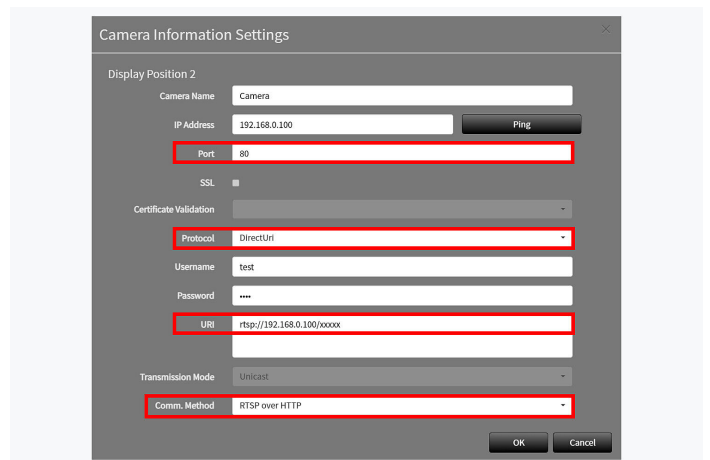 Camera Information Settings
Display Position 2
Camera Name Camera
IP Address 192.168.0.100 Ping
Port 80
SSL
Certificate Validation
Protocol DirectUri
Username test
Password ••••
URI rtsp://192.168.0.100/xxxxx
Transmission Mode Unicast
Comm. Method RTSP over HTTP
OK Cancel